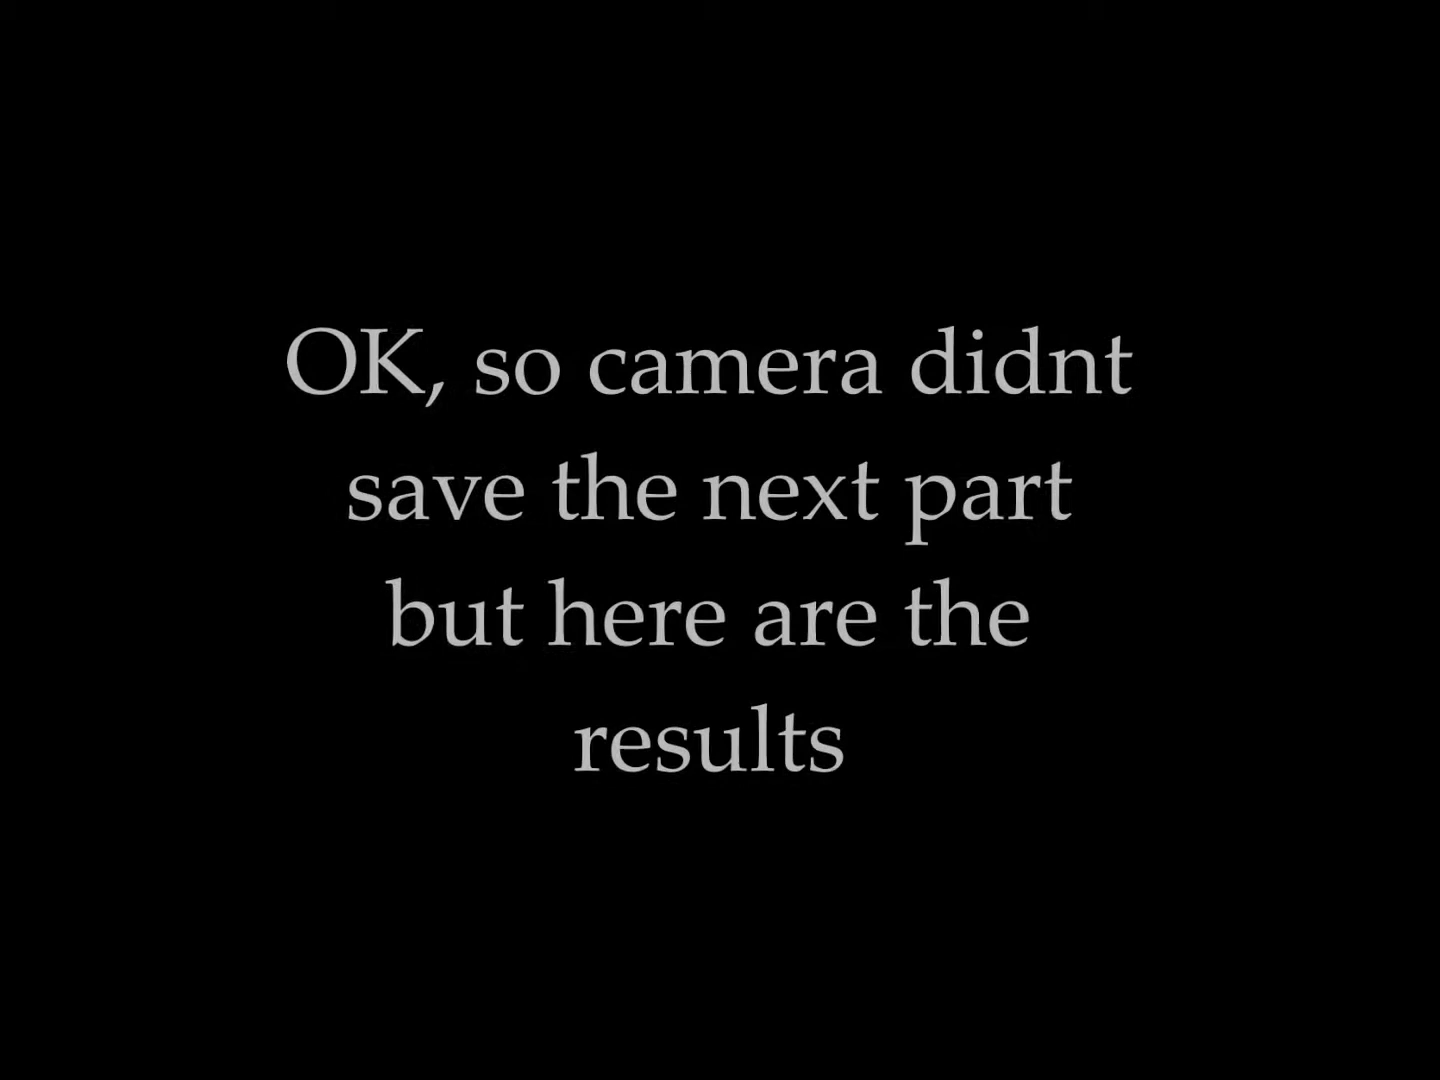 OK, so camera didnt
save the next part
but here are the
results